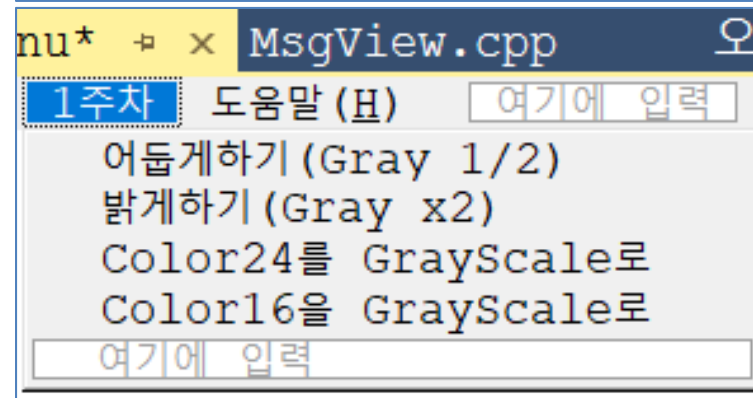 nu* MsgView.cpp 오
1주차 도움말(H) 여기에 입력
어둡게하기(Gray 1/2)
밝게하기(Gray x2)
Color24를 GrayScale로
Color16을 GrayScale로
여기에 입력